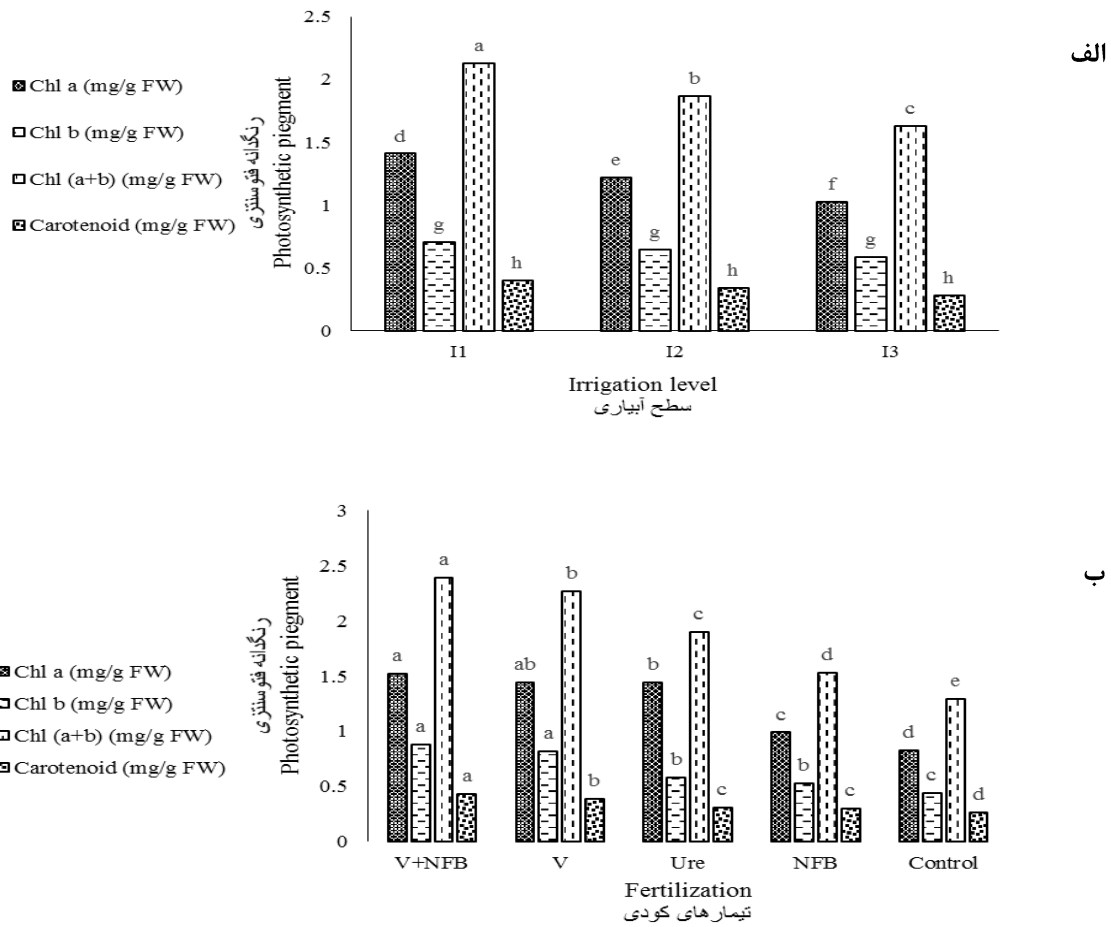 الف
2.5
2
1.5
1
0.5
0
رنگدانه فتوسنتزی
Photosynthetic piegment
Chl a (mg/g FW)
Chl b (mg/g FW)
Chl (a+b) (mg/g FW)
Carotenoid (mg/g FW)
d g a h
e g b h
f g c h
I1 I2 I3
Irrigation level
سطح آبیاری
ب
3
2.5
2
1.5
1
0.5
0
رنگدانه فتوسنتزی
Photosynthetic piegment
Chl a (mg/g FW)
Chl b (mg/g FW)
Chl (a+b) (mg/g FW)
Carotenoid (mg/g FW)
a a a a
ab a b b
b b c c
c b d c
d c e d
V+NFB V Ure NFB Control
Fertilization
تیمارهای کودی